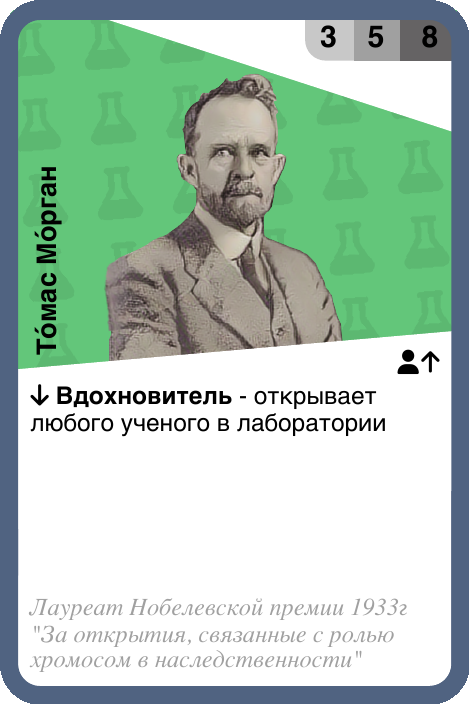 3 5 8
То́мас Мо́рган
↓ Вдохновитель - открывает
любого ученого в лаборатории
Лауреат Нобелевской премии 1933г
"За открытия, связанные с ролью
хромосом в наследственности"